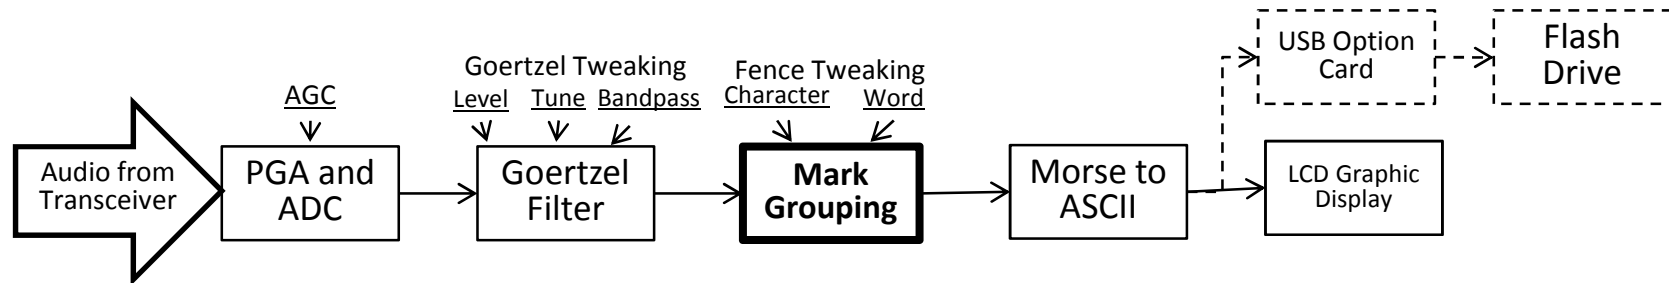 Audio from
Transceiver
AGC
PGA and
ADC
Goertzel Tweaking
Level Tune Bandpass
Goertzel
Filter
Fence Tweaking
Character Word
Mark
Grouping
Morse to
ASCII
USB Option
Card
Flash
Drive
LCD Graphic
Display